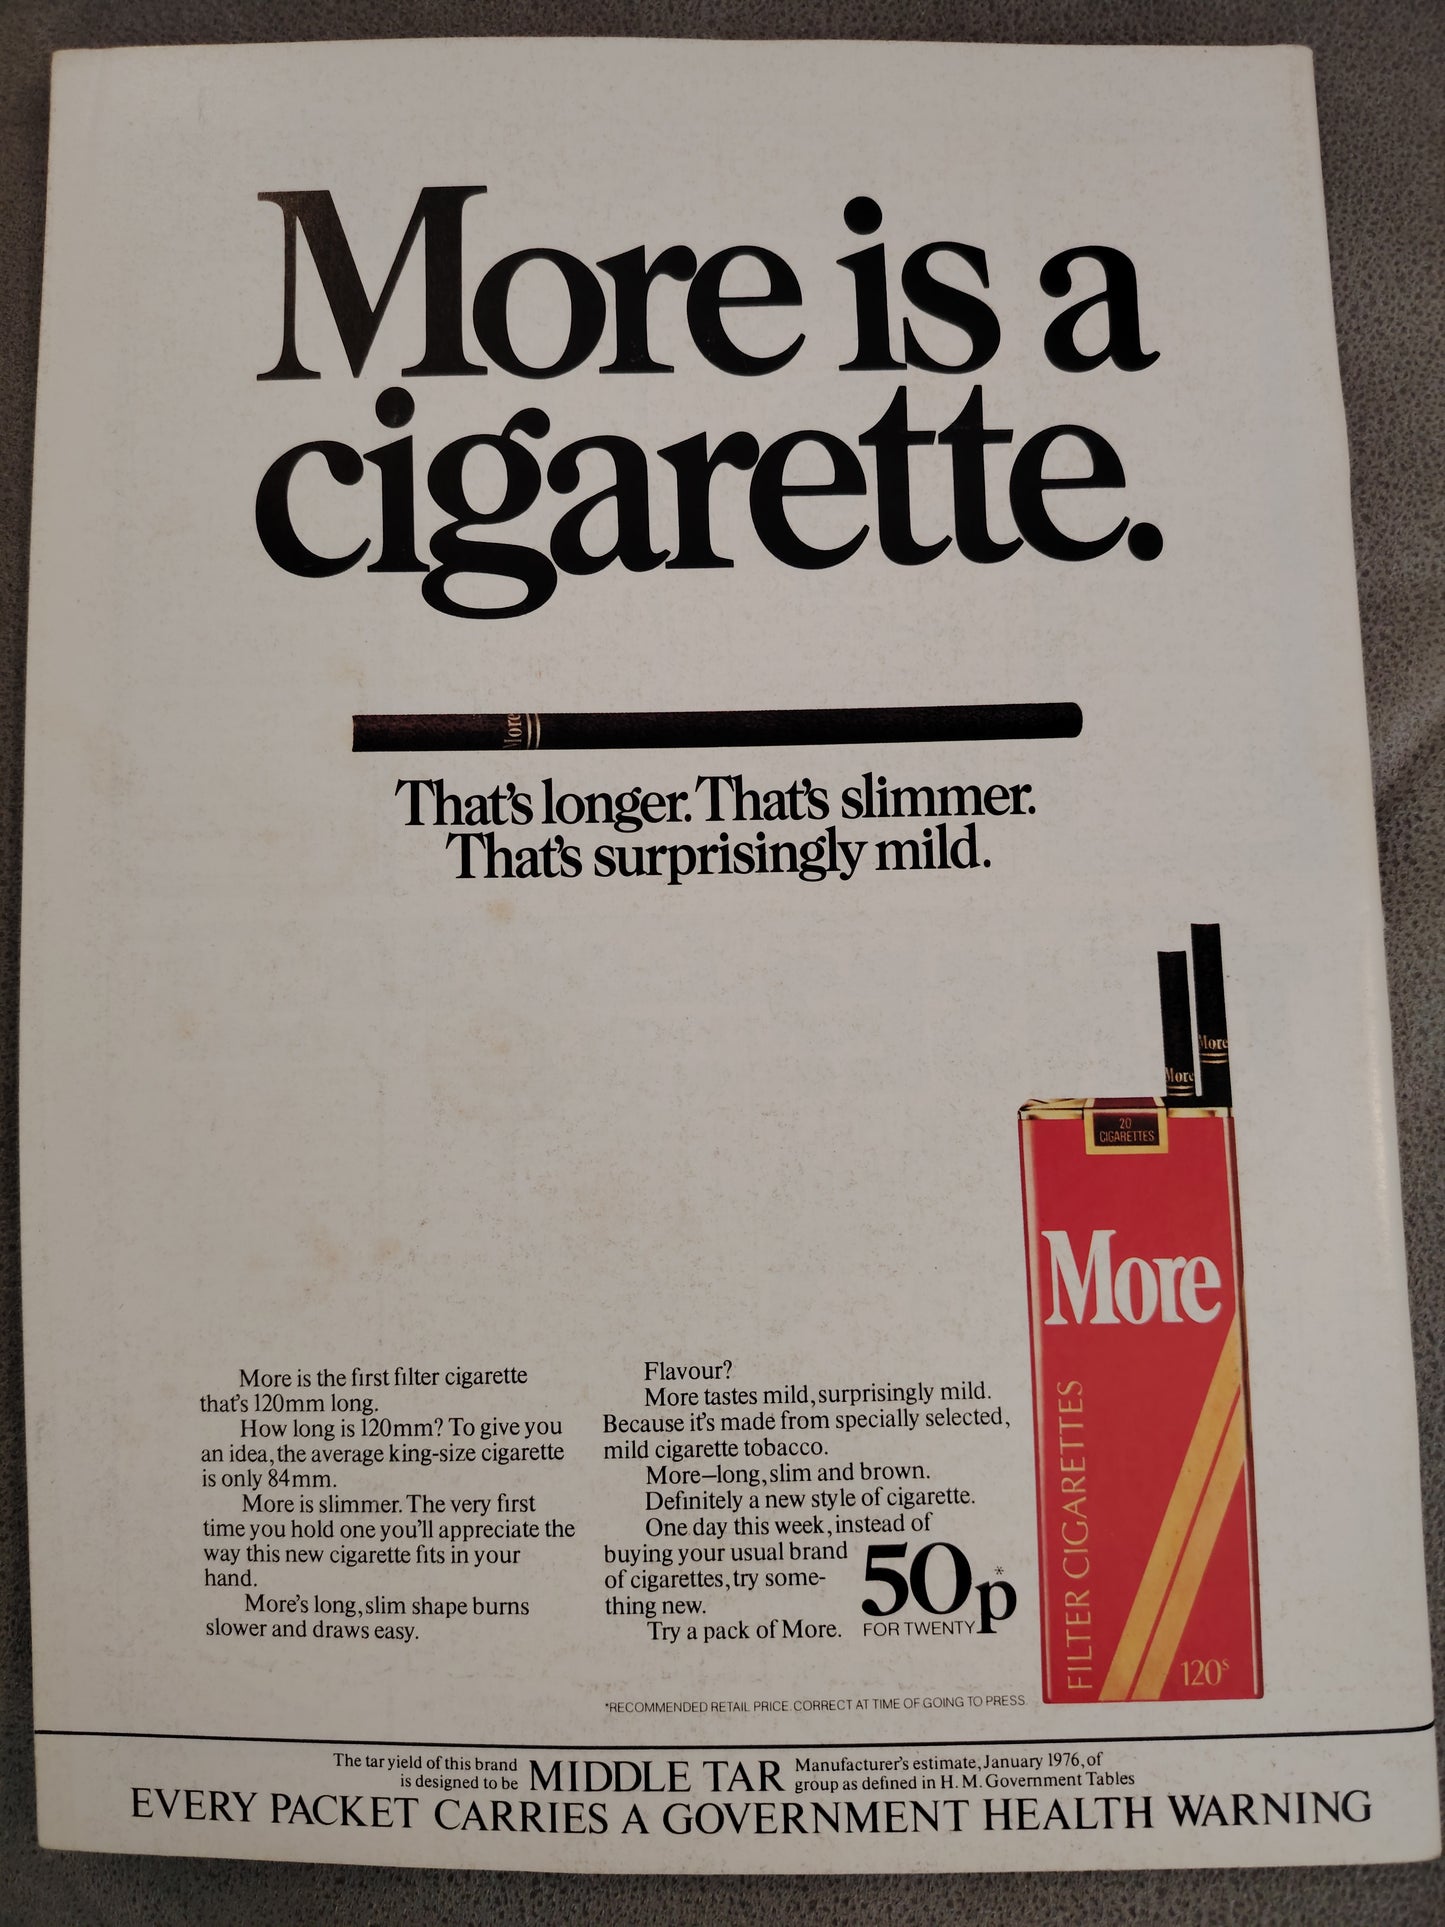 More is a
cigarette.
More
That's longer. That's slimmer.
That's surprisingly mild.
More
More
20
CIGARETTES
More
FILTER CIGARETTES
120s
More is the first filter cigarette
that's 120mm long.
How long is 120mm? To give you
an idea, the average king-size cigarette
is only 84mm.
More is slimmer. The very first
time you hold one you'll appreciate the
way this new cigarette fits in your
hand.
More's long, slim shape burns
slower and draws easy.
Flavour?
More tastes mild, surprisingly mild.
Because it's made from specially selected,
mild cigarette tobacco.
More–long, slim and brown.
Definitely a new style of cigarette.
One day this week, instead of
buying your usual brand
of cigarettes, try some-
thing new.
Try a pack of More.
50p*
FOR TWENTY
*RECOMMENDED RETAIL PRICE CORRECT AT TIME OF GOING TO PRESS.
The tar yield of this brand
is designed to be
MIDDLE TAR
Manufacturer's estimate, January 1976, of
group as defined in H. M. Government Tables
EVERY PACKET CARRIES A GOVERNMENT HEALTH WARNING